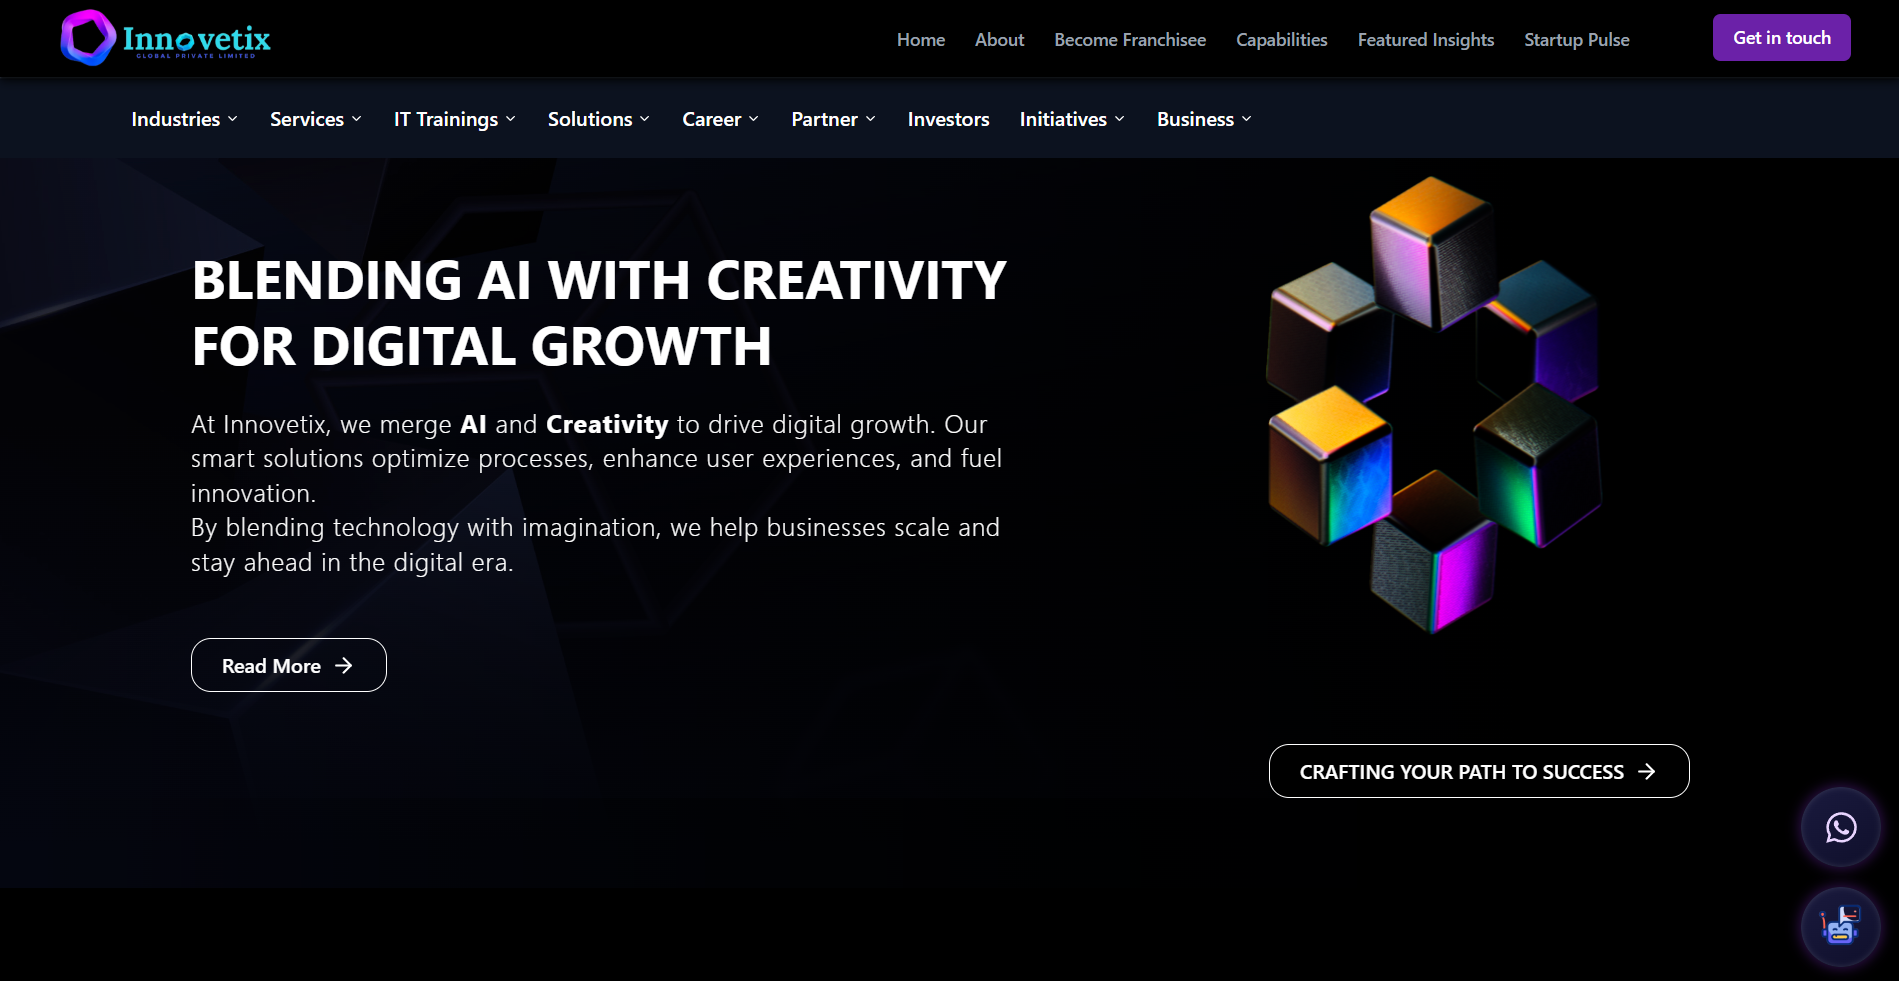 Innovetix
GLOBAL PRIVATE LIMITED
Home About Become Franchisee Capabilities Featured Insights Startup Pulse Get in touch
Industries Services IT Trainings Solutions Career Partner Investors Initiatives Business
BLENDING AI WITH CREATIVITY
FOR DIGITAL GROWTH
At Innovetix, we merge AI and Creativity to drive digital growth. Our
smart solutions optimize processes, enhance user experiences, and fuel
innovation.
By blending technology with imagination, we help businesses scale and
stay ahead in the digital era.
Read More
CRAFTING YOUR PATH TO SUCCESS